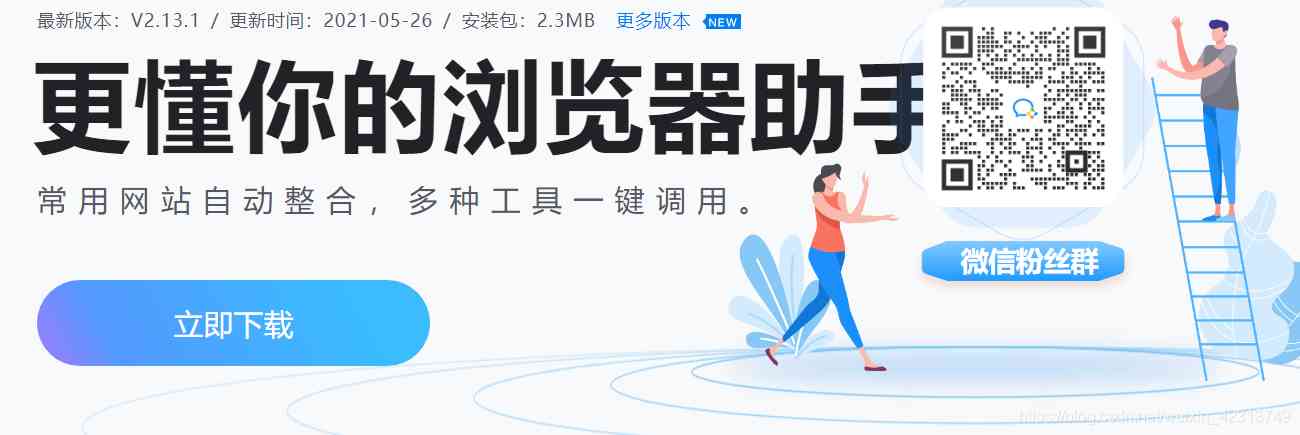 最新版本：V2.13.1 / 更新时间：2021-05-26 / 安装包：2.3MB 更多版本 NEW
更懂你的浏览器助手
常用网站自动整合，多种工具一键调用。
微信粉丝群
立即下载